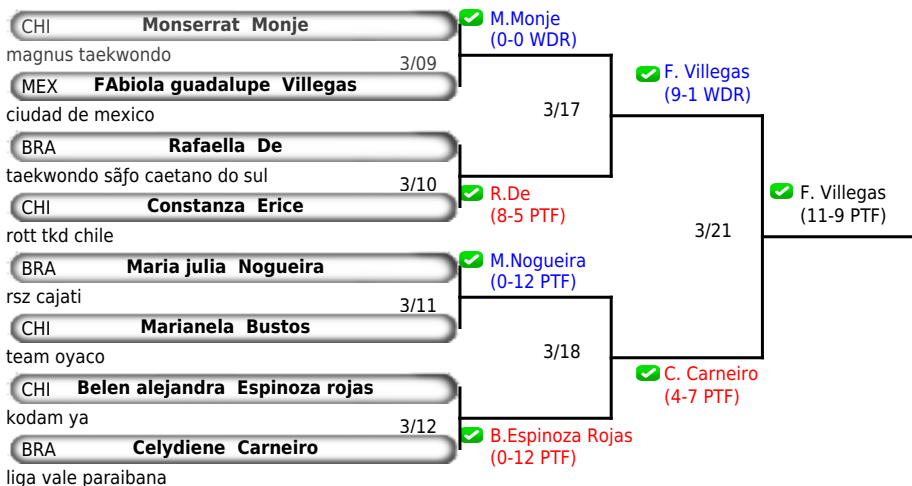 CHI Monserrat Monje
magnus taekwondo
3/09
MEX FAbiola guadalupe Villegas
ciudad de mexico
BRA Rafaella De
taekwondo sãfo caetano do sul
3/10
CHI Constanza Erice
rott tkd chile
BRA Maria julia Nogueira
rsz cajati
3/11
CHI Marianela Bustos
team oyaco
CHI Belen alejandra Espinoza rojas
kodam ya
3/12
BRA Celydiene Carneiro
liga vale paraibana
M.Monje
(0-0 WDR)
3/17
R.De
(8-5 PTF)
M.Nogueira
(0-12 PTF)
3/18
B.Espinoza Rojas
(0-12 PTF)
F. Villegas
(9-1 WDR)
3/21
C. Carneiro
(4-7 PTF)
F. Villegas
(11-9 PTF)